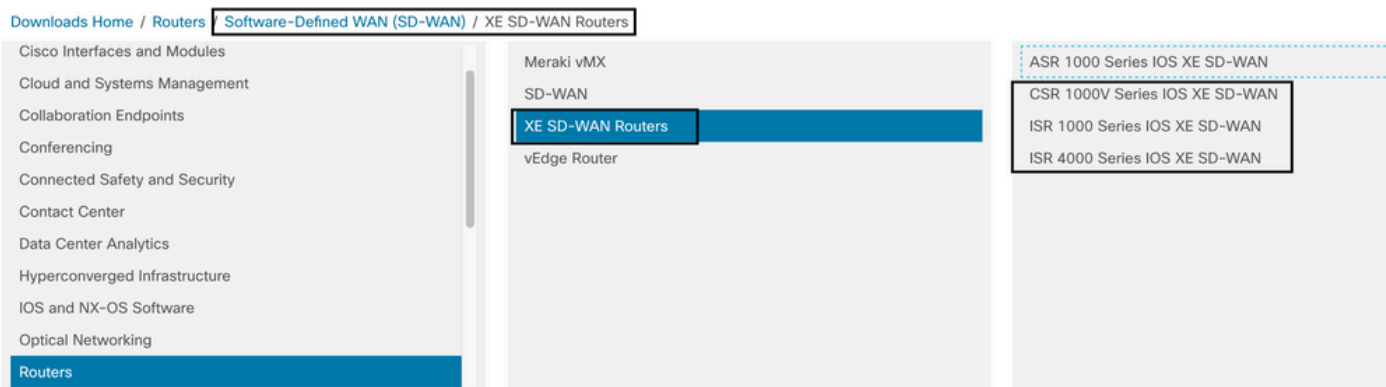 Downloads Home / Routers / Software-Defined WAN (SD-WAN) / XE SD-WAN Routers
Cisco Interfaces and Modules
Cloud and Systems Management
Collaboration Endpoints
Conferencing
Connected Safety and Security
Contact Center
Data Center Analytics
Hyperconverged Infrastructure
IOS and NX-OS Software
Optical Networking
Routers
Meraki vMX
SD-WAN
XE SD-WAN Routers
vEdge Router
ASR 1000 Series IOS XE SD-WAN
CSR 1000V Series IOS XE SD-WAN
ISR 1000 Series IOS XE SD-WAN
ISR 4000 Series IOS XE SD-WAN